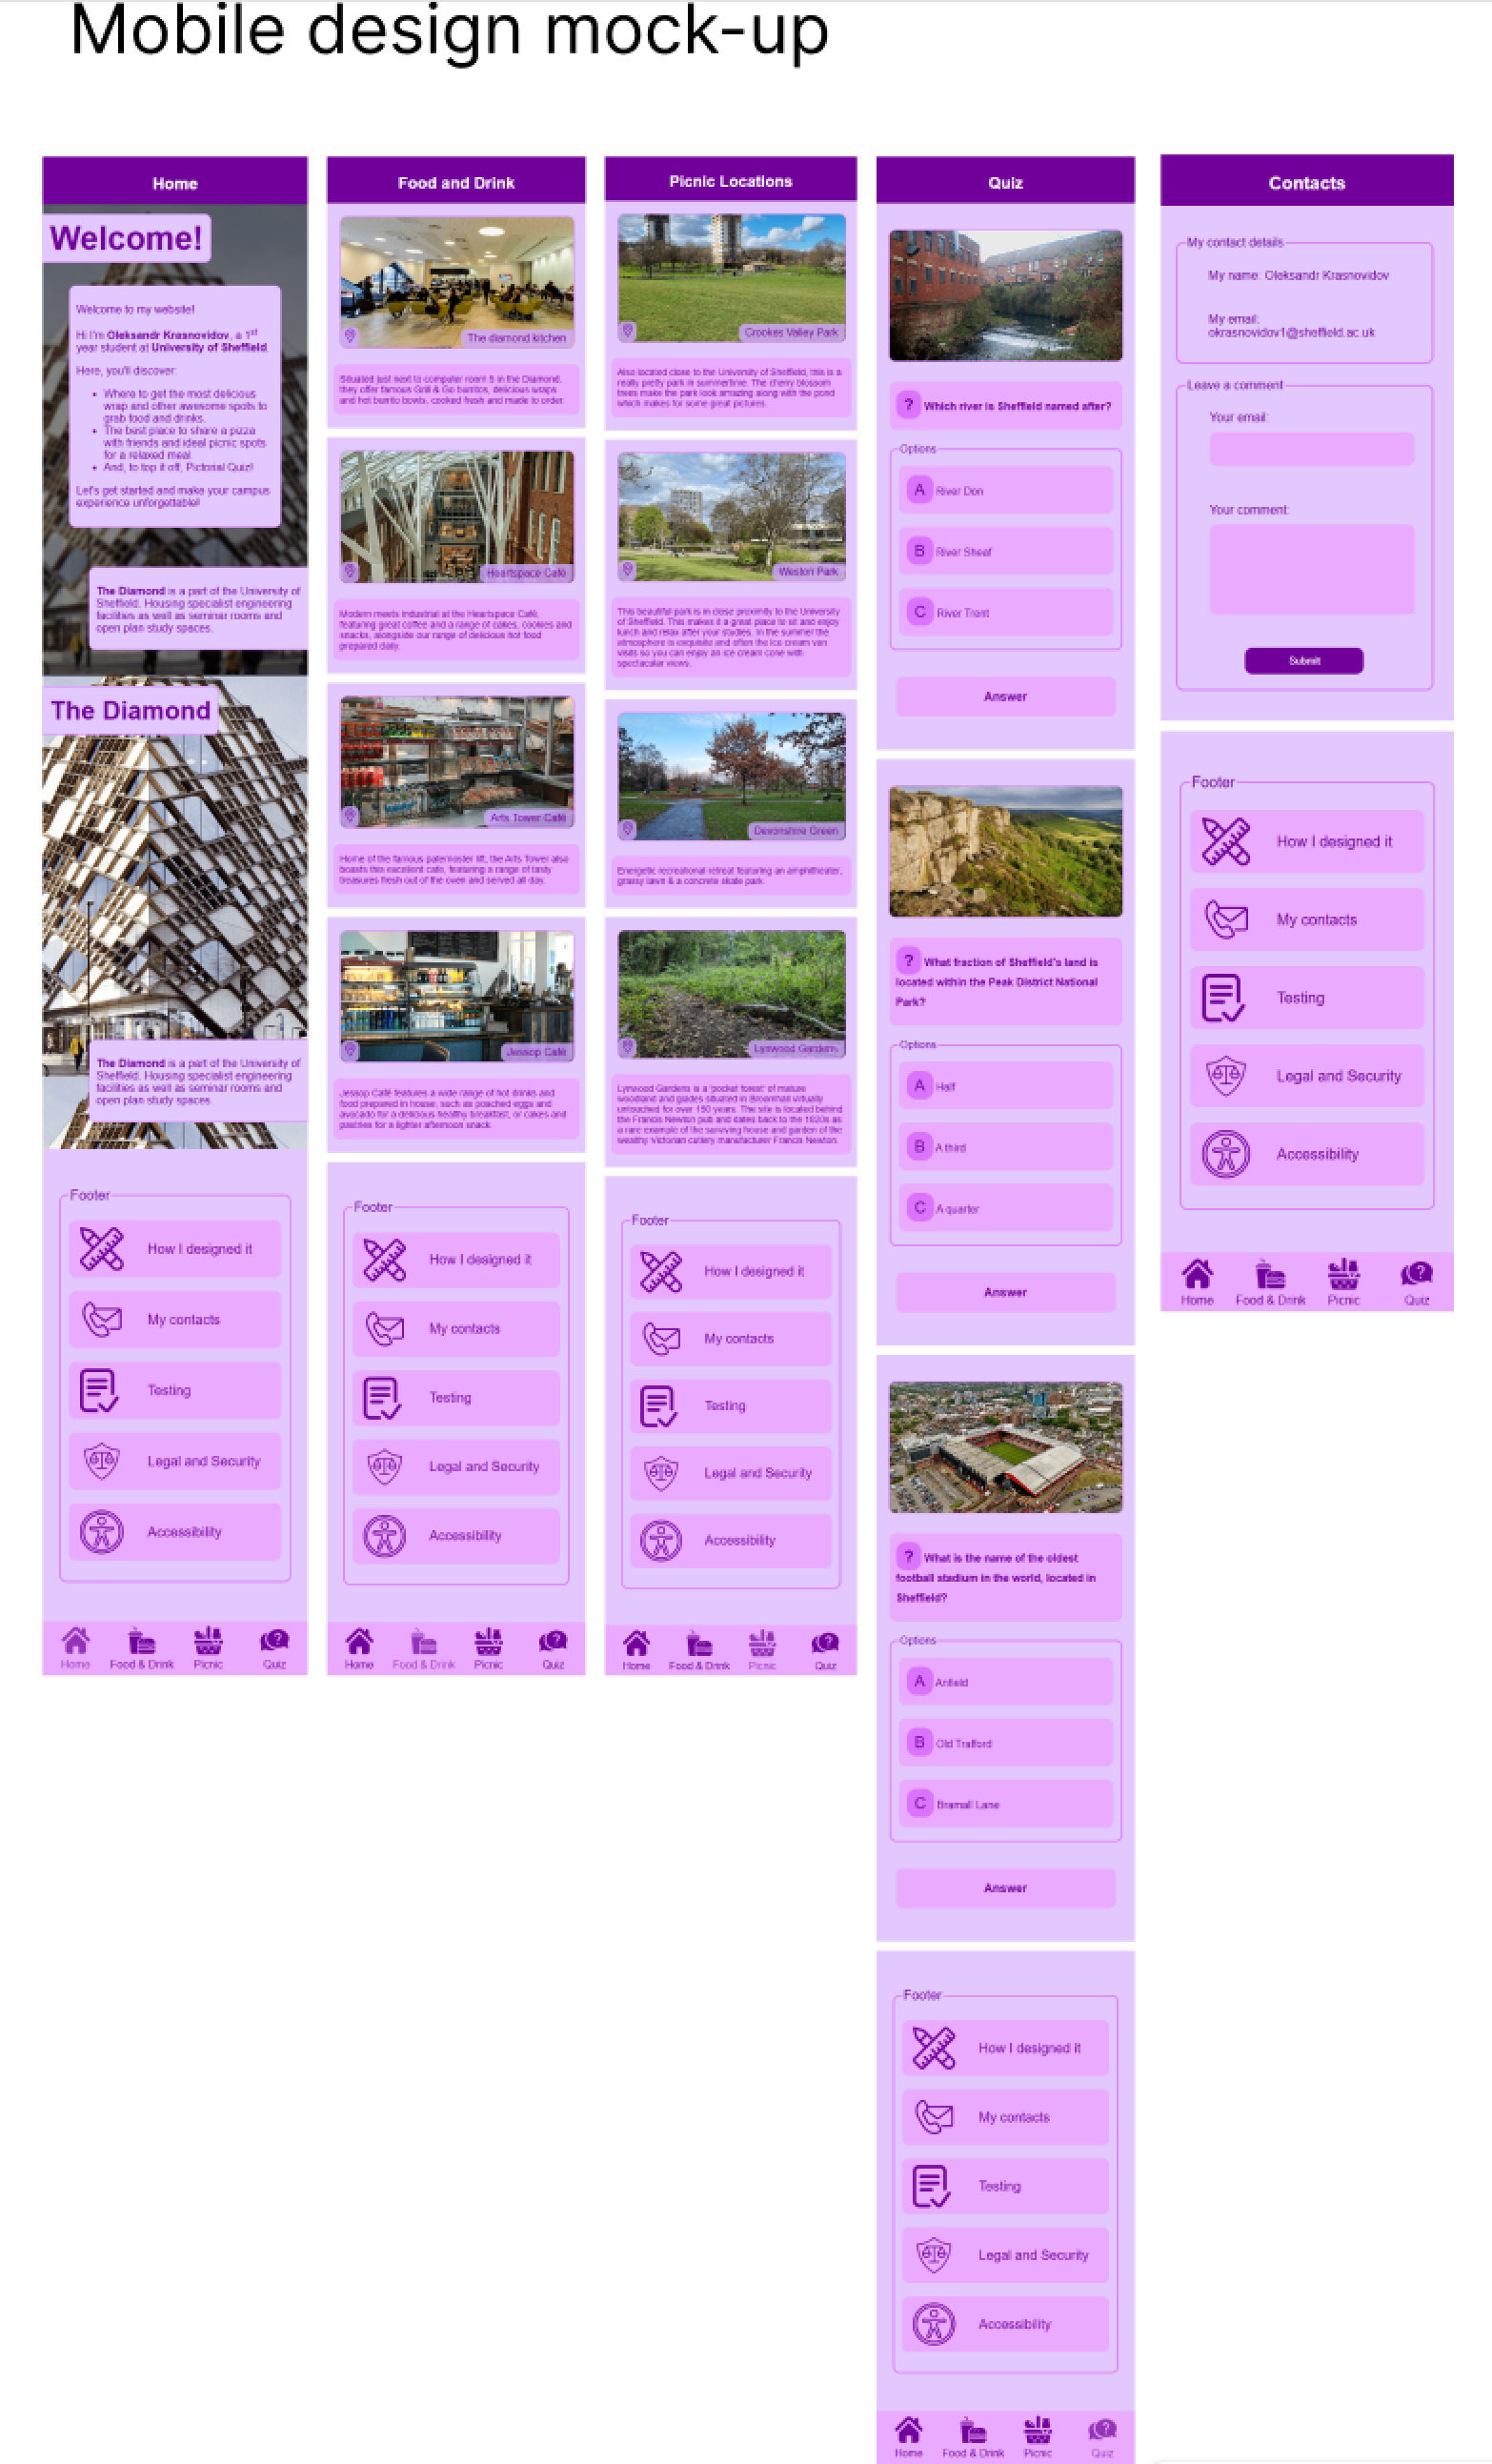 Mobile design mock-up
Home
Welcome!
Welcome to my website!
Hi I'm Oleksandr Krasnovidov, a 1st
year student at University of Sheffield.
Here, you'll discover:
• Where to get the most delicious
wrap and other awesome spots to
grab food and drinks.
• The best place to share a pizza
with friends and ideal picnic spots
for a relaxed meal.
• And, to top it off, Pictorial Quiz!
Let's get started and make your campus
experience unforgettable!
The Diamond is a part of the University of
Sheffield. Housing specialist engineering
facilities as well as seminar rooms and
open plan study spaces.
The Diamond
The Diamond is a part of the University of
Sheffield. Housing specialist engineering
facilities as well as seminar rooms and
open plan study spaces.
Footer
How I designed it
My contacts
Testing
Legal and Security
Accessibility
Home Food & Drink Picnic Quiz
Food and Drink
The diamond kitchen
Situated just next to computer room 5 in the Diamond,
they offer famous Grill & Go burritos, delicious wraps
and hot burrito bowls, cooked fresh and made to order.
Heartspace Café
Modern meets industrial at the Heartspace Café,
featuring great coffee and a range of cakes, cookies and
snacks, alongside our range of delicious hot food
prepared daily.
Arts Tower Café
Home of the famous paternoster lift, the Arts Tower also
boasts this excellent cafe, featuring a range of tasty
treasures fresh out of the oven and served all day.
Jessop Café
Jessop Café features a wide range of hot drinks and
food prepared in house, such as poached eggs and
avocado for a delicious healthy breakfast, or cakes and
pastries for a lighter afternoon snack.
Footer
How I designed it
My contacts
Testing
Legal and Security
Accessibility
Home Food & Drink Picnic Quiz
Picnic Locations
Crookes Valley Park
Also located close to the University of Sheffield, this is a
really pretty park in summertime. The cherry blossom
trees make the park look amazing along with the pond
which makes for some great pictures.
Weston Park
This beautiful park is in close proximity to the University
of Sheffield. This makes it a great place to sit and enjoy
lunch and relax after your studies. In the summer the
atmosphere is exquisite and often the ice cream van
visits so you can enjoy an ice cream cone with
spectacular views.
Devonshire Green
Energetic recreational retreat featuring an amphitheater,
grassy lawn & a concrete skate park.
Lynwood Gardens
Lynwood Gardens is a 'pocket forest' of mature
woodland and glades situated in Broomhall virtually
untouched for over 150 years. The site is located behind
the Francis Newton pub and dates back to the 1820s as
a rare example of the surviving house and garden of the
wealthy Victorian cutlery manufacturer Francis Newton.
Footer
How I designed it
My contacts
Testing
Legal and Security
Accessibility
Home Food & Drink Picnic Quiz
Quiz
? Which river is Sheffield named after?
Options
A River Don
B River Sheaf
C River Trent
Answer
? What fraction of Sheffield's land is
located within the Peak District National
Park?
Options
A Half
B A third
C A quarter
Answer
? What is the name of the oldest
football stadium in the world, located in
Sheffield?
Options
A Anfield
B Old Trafford
C Bramall Lane
Answer
Footer
How I designed it
My contacts
Testing
Legal and Security
Accessibility
Home Food & Drink Picnic Quiz
Contacts
My contact details
My name: Oleksandr Krasnovidov
My email:
okrasnovidov1@sheffield.ac.uk
Leave a comment
Your email:
Your comment:
Submit
Footer
How I designed it
My contacts
Testing
Legal and Security
Accessibility
Home Food & Drink Picnic Quiz